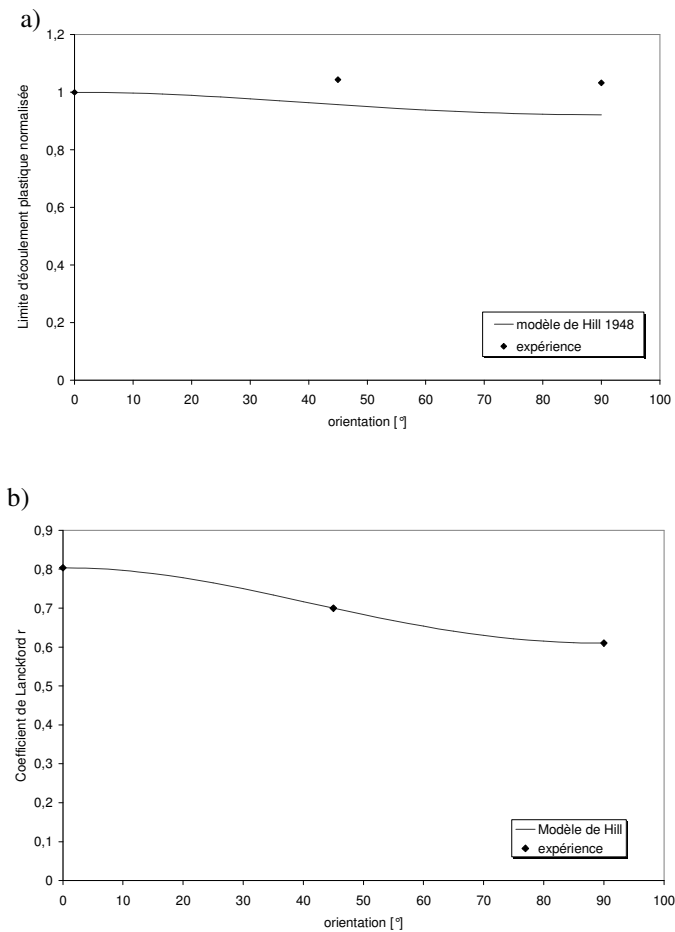 a)
1,2
1
0,8
0,6
0,4
0,2
0
Limite d'écoulement plastique normalisée
modèle de Hill 1948
expérience
0 10 20 30 40 50 60 70 80 90 100
orientation [°]
b)
0,9
0,8
0,7
0,6
0,5
0,4
0,3
0,2
0,1
0
Coefficient de Lanckford r
Modèle de Hill
expérience
0 10 20 30 40 50 60 70 80 90 100
orientation [°]